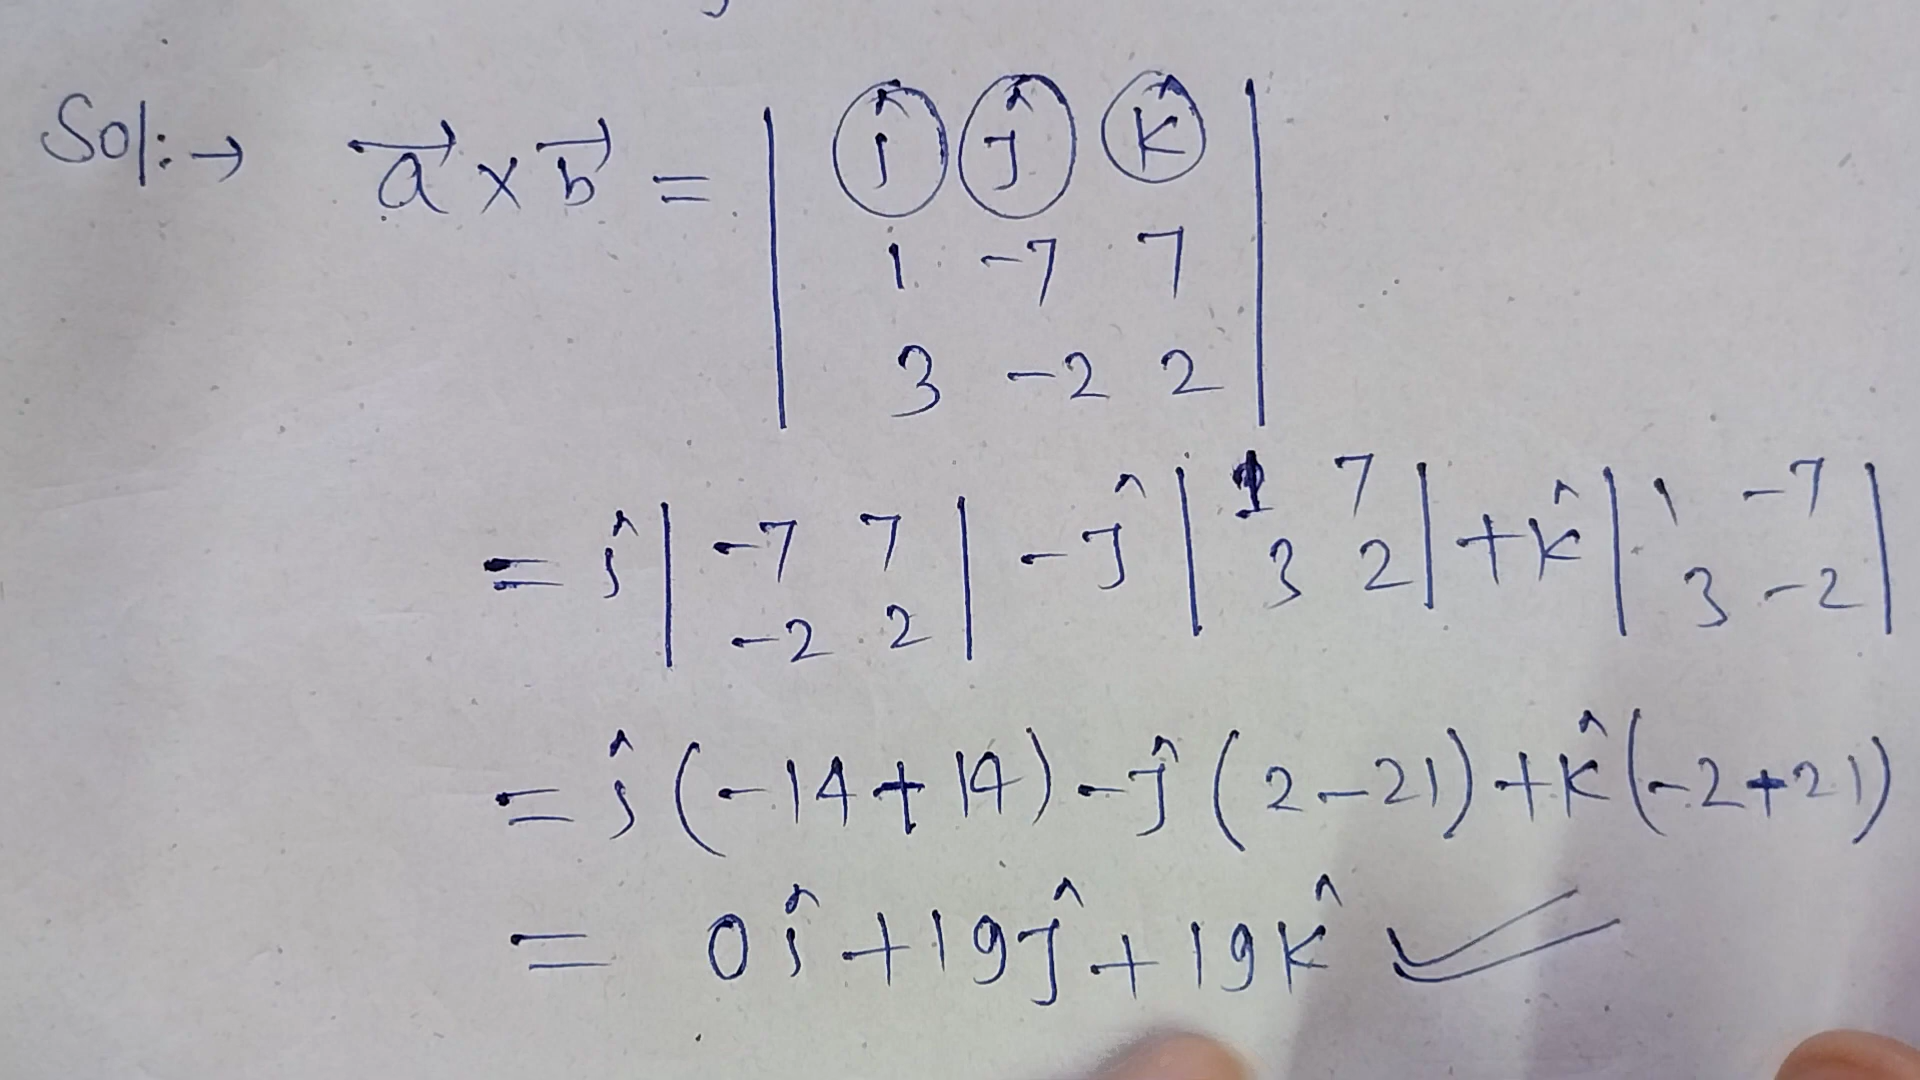 Sol:→ a⃗ × b⃗ = | î ĵ k̂ |
1 -7 7
3 -2 2
= î | -7 7 | - ĵ | 1 7 | + k̂ | 1 -7 |
-2 2 3 2 3 -2
= î (-14+14) - ĵ (2-21) + k̂ (-2+21)
= 0î + 19ĵ + 19k̂ ✓